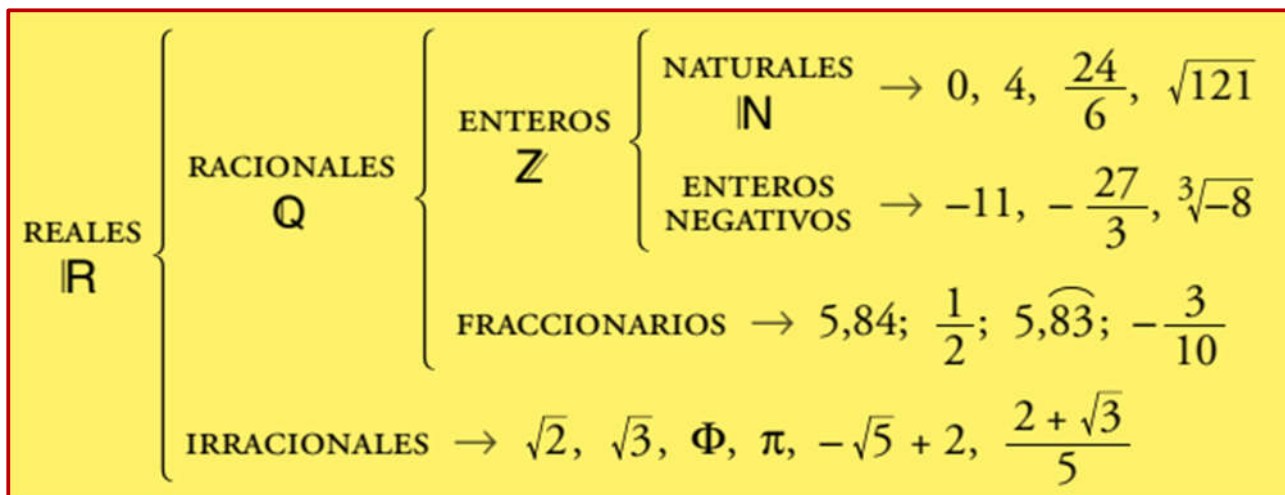 NATURALES
ℕ → 0, 4, 24/6, √121
ENTEROS
ℤ
ENTEROS
NEGATIVOS → −11, −27/3, ∛−8
RACIONALES
ℚ
REALES
ℝ
FRACCIONARIOS → 5,84; 1/2; 5,8͡3; −3/10
IRRACIONALES → √2, √3, Φ, π, −√5 + 2, (2 + √3)/5